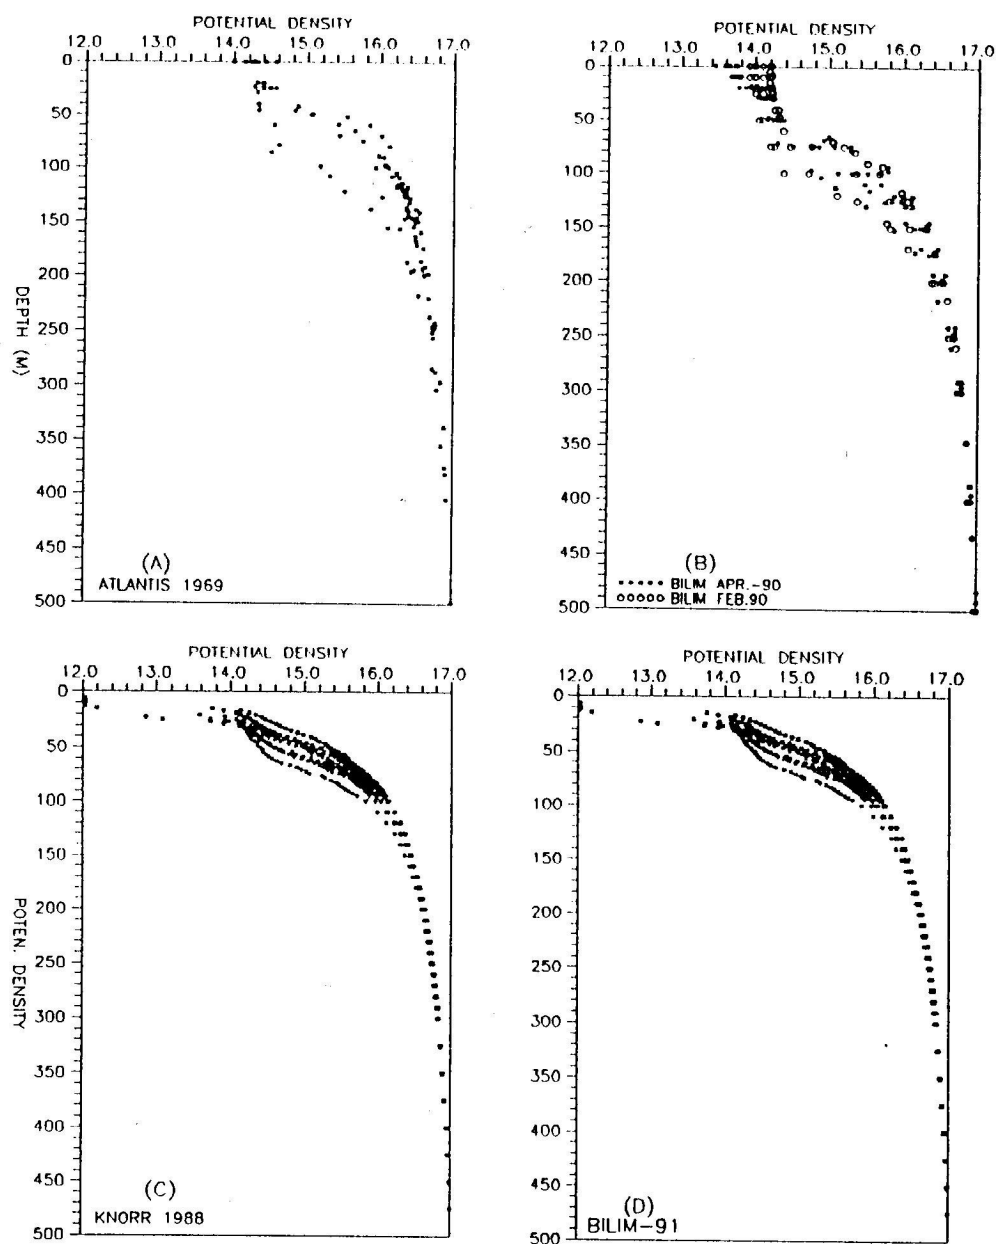 POTENTIAL DENSITY
12.0 13.0 14.0 15.0 16.0 17.0
0
50
100
150
200
250
300
350
400
450
500
DEPTH (M)
(A)
ATLANTIS 1969
POTENTIAL DENSITY
12.0 13.0 14.0 15.0 16.0 17.0
0
50
100
150
200
250
300
350
400
450
500
(B)
BILIM APR.-90
BILIM FEB.90
POTENTIAL DENSITY
12.0 13.0 14.0 15.0 16.0 17.0
0
50
100
150
200
250
300
350
400
450
500
POTEN. DENSITY
(C)
KNORR 1988
POTENTIAL DENSITY
12.0 13.0 14.0 15.0 16.0 17.0
0
50
100
150
200
250
300
350
400
450
500
(D)
BILIM-91